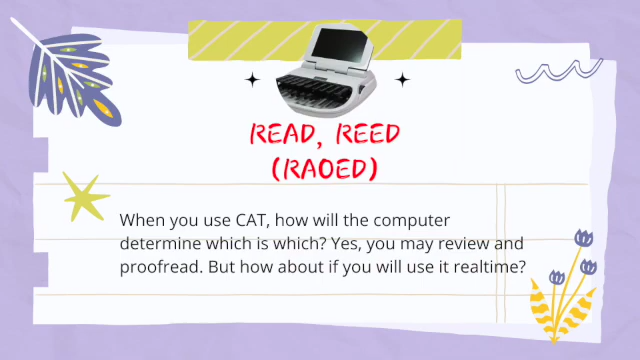 READ, REED
(RAOED)
When you use CAT, how will the computer
determine which is which? Yes, you may review and
proofread. But how about if you will use it realtime?